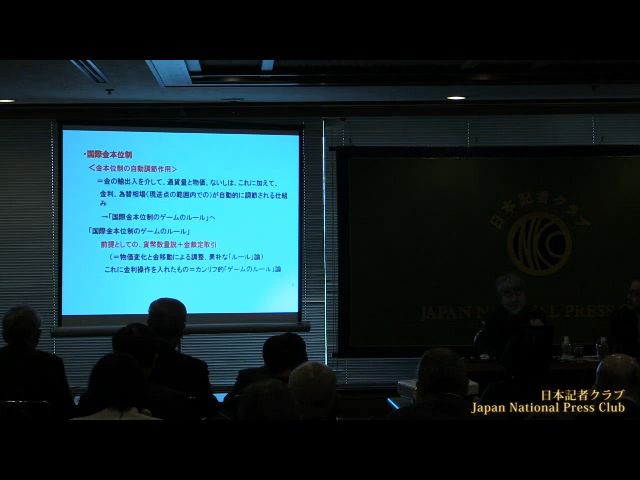 ・国際金本位制
＜金本位制の自動調節作用＞
＝金の輸出入を介して、通貨量と物価、ないしは、これに加えて、
金利、為替相場（現送点の範囲内での）が自動的に調節される仕組
み
→「国際金本位制のゲームのルール」へ
「国際金本位制のゲームのルール」
前提としての、貨幣数量説＋金裁定取引
（＝物価変化と金移動による調整、素朴な「ルール」論）
これに金利操作を入れたもの＝カンリフ的「ゲームのルール」論
日本記者クラブ
JAPAN NATIONAL PRESS
日本記者クラブ
Japan National Press Club